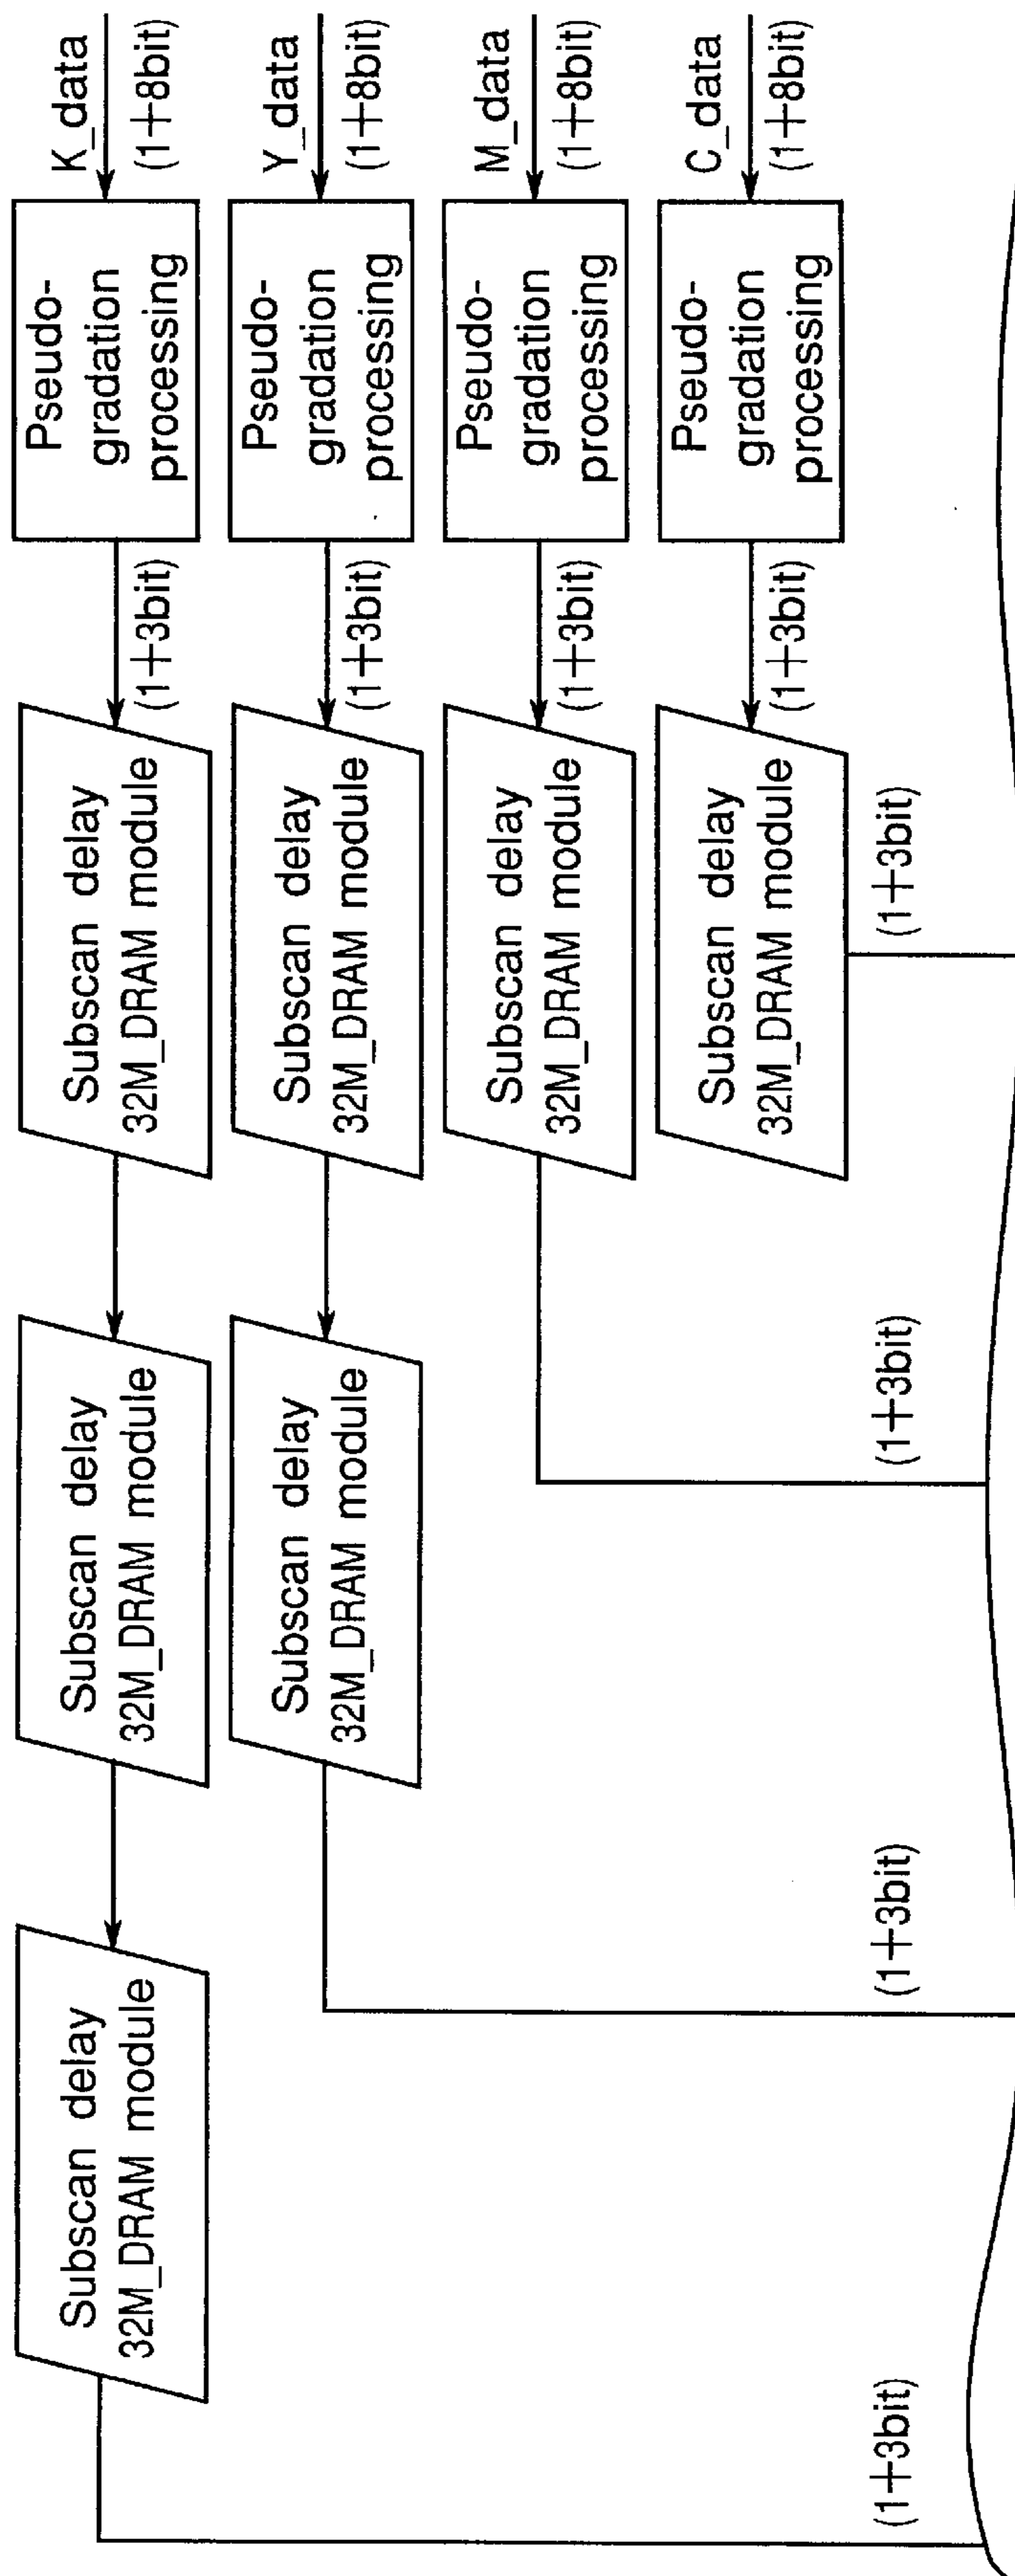 K_data
(1+8bit)
Pseudo-
gradation
processing
(1+3bit)
Subscan delay
32M_DRAM module
Subscan delay
32M_DRAM module
Subscan delay
32M_DRAM module
(1+3bit)
Y_data
(1+8bit)
Pseudo-
gradation
processing
(1+3bit)
Subscan delay
32M_DRAM module
Subscan delay
32M_DRAM module
(1+3bit)
M_data
(1+8bit)
Pseudo-
gradation
processing
(1+3bit)
Subscan delay
32M_DRAM module
(1+3bit)
C_data
(1+8bit)
Pseudo-
gradation
processing
(1+3bit)
Subscan delay
32M_DRAM module
(1+3bit)